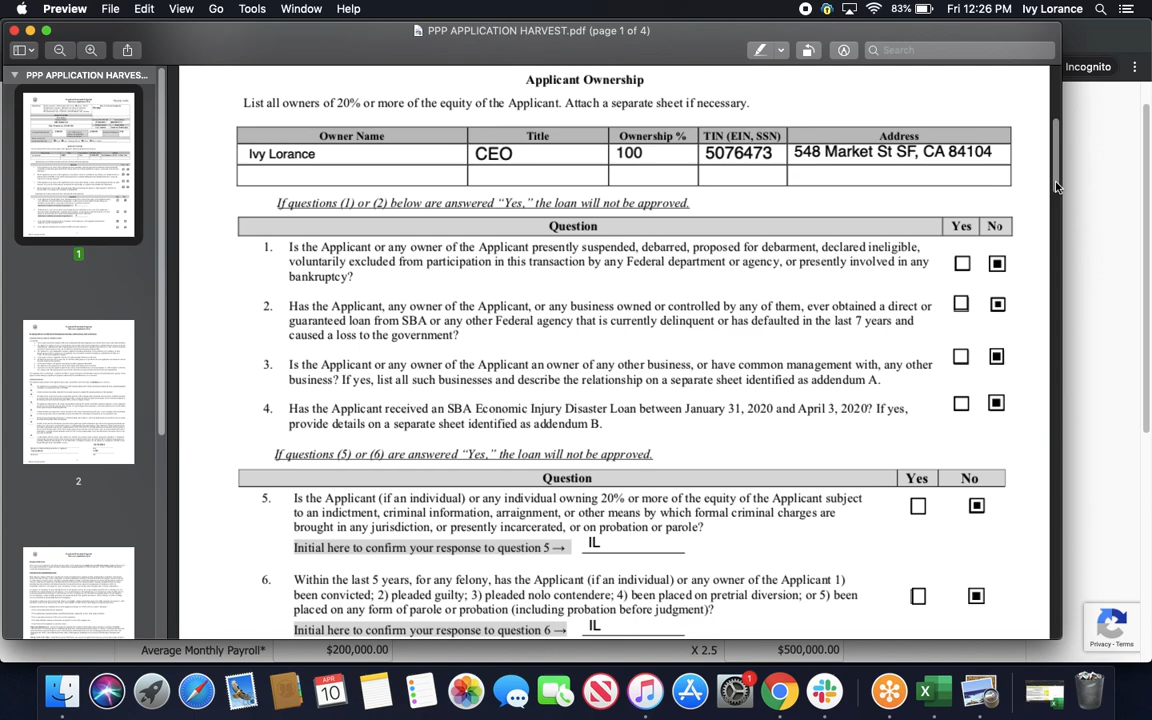 Preview File Edit View Go Tools Window Help 83% Fri 12:26 PM Ivy Lorance
PPP APPLICATION HARVEST.pdf (page 1 of 4)
Search
Incognito
PPP APPLICATION HARVES...
1
2
Applicant Ownership
List all owners of 20% or more of the equity of the Applicant. Attach a separate sheet if necessary.
Owner Name Title Ownership % TIN (EIN, SSN) Address
Ivy Lorance CEO 100 5076473 548 Market St SF, CA 84104
If questions (1) or (2) below are answered “Yes,” the loan will not be approved.
Question Yes No
1. Is the Applicant or any owner of the Applicant presently suspended, debarred, proposed for debarment, declared ineligible,
voluntarily excluded from participation in this transaction by any Federal department or agency, or presently involved in any
bankruptcy?
2. Has the Applicant, any owner of the Applicant, or any business owned or controlled by any of them, ever obtained a direct or
guaranteed loan from SBA or any other Federal agency that is currently delinquent or has defaulted in the last 7 years and
caused a loss to the government?
3. Is the Applicant or any owner of the Applicant an owner of any other business, or have common management with, any other
business? If yes, list all such businesses and describe the relationship on a separate sheet identified as addendum A.
4. Has the Applicant received an SBA Economic Injury Disaster Loan between January 31, 2020 and April 3, 2020? If yes,
provide details on a separate sheet identified as addendum B.
If questions (5) or (6) are answered “Yes,” the loan will not be approved.
Question Yes No
5. Is the Applicant (if an individual) or any individual owning 20% or more of the equity of the Applicant subject
to an indictment, criminal information, arraignment, or other means by which formal criminal charges are
brought in any jurisdiction, or presently incarcerated, or on probation or parole?
Initial here to confirm your response to question 5 → IL
6. Within the last 5 years, for any felony, has the Applicant (if an individual) or any owner of the Applicant 1)
been convicted; 2) pleaded guilty; 3) pleaded nolo contendere; 4) been placed on pretrial diversion; or 5) been
placed on any form of parole or probation (including probation before judgment)?
Initial here to confirm your response to question 6 → IL
Privacy - Terms
Average Monthly Payroll* $200,000.00 X 2.5 $500,000.00
APR
10
1